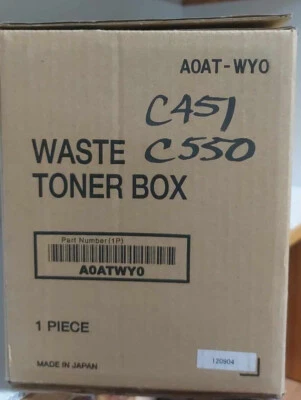 A0AT-WY0
C451
WASTE C550
TONER BOX
Part Number (1P)
A0ATWY0
1 PIECE
MADE IN JAPAN
120904